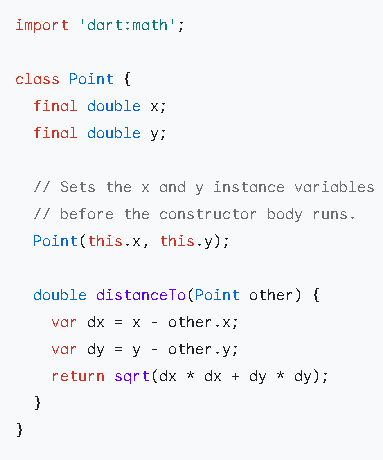 import 'dart:math';

class Point {
  final double x;
  final double y;

  // Sets the x and y instance variables
  // before the constructor body runs.
  Point(this.x, this.y);

  double distanceTo(Point other) {
    var dx = x - other.x;
    var dy = y - other.y;
    return sqrt(dx * dx + dy * dy);
  }
}